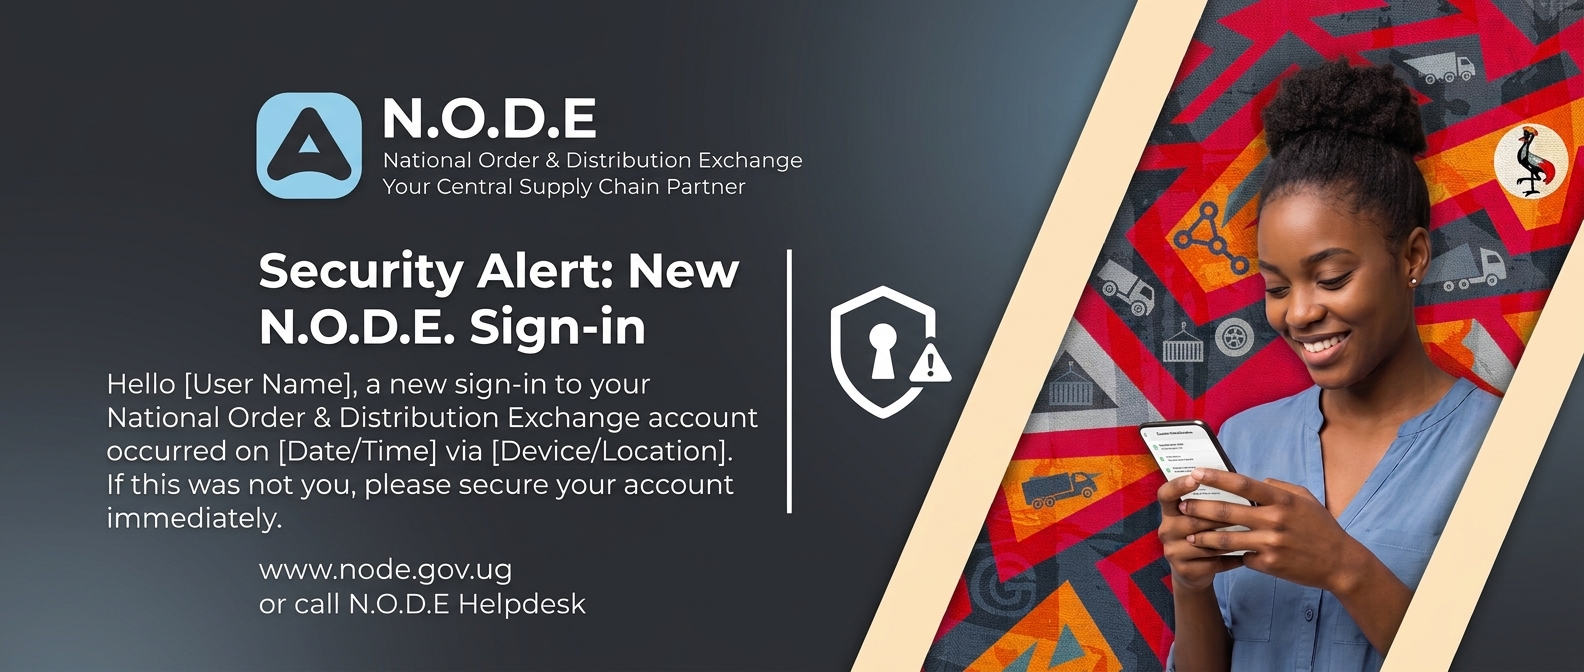 N.O.D.E
National Order & Distribution Exchange
Your Central Supply Chain Partner
Security Alert: New
N.O.D.E. Sign-in
Hello [User Name], a new sign-in to your
National Order & Distribution Exchange account
occurred on [Date/Time] via [Device/Location].
If this was not you, please secure your account
immediately.
www.node.gov.ug
or call N.O.D.E Helpdesk